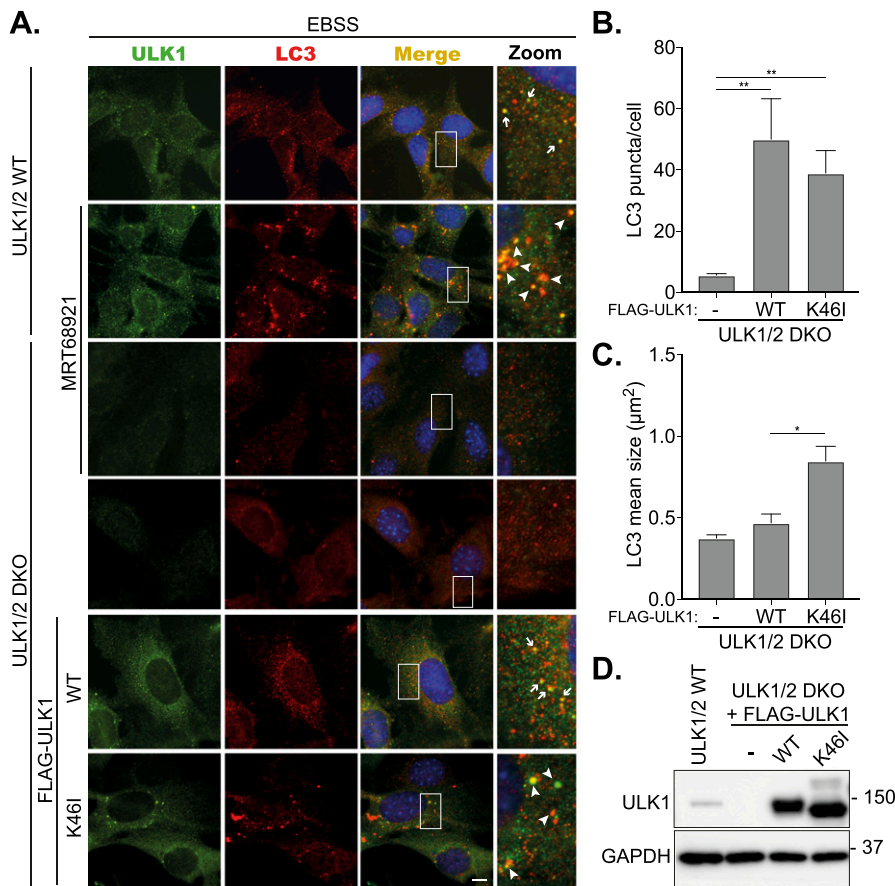 A.
EBSS
ULK1 LC3 Merge Zoom
ULK1/2 WT
MRT68921
ULK1/2 DKO
FLAG-ULK1
WT
K46I
B.
LC3 puncta/cell
80
60
40
20
0
**
**
FLAG-ULK1: - WT K46I
ULK1/2 DKO
C.
LC3 mean size (µm²)
1.5
1.0
0.5
0.0
*
FLAG-ULK1: - WT K46I
ULK1/2 DKO
D.
ULK1/2 WT
ULK1/2 DKO
+ FLAG-ULK1
- WT K46I
ULK1 - 150
GAPDH - 37